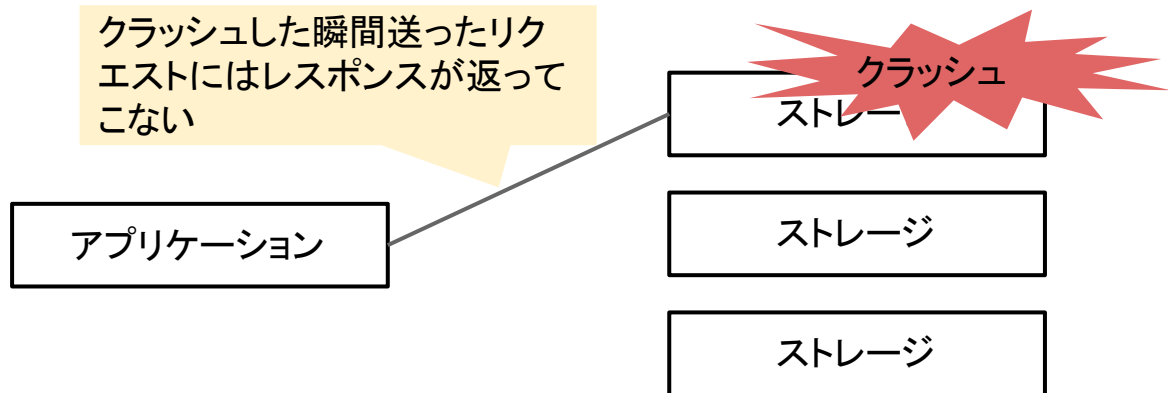 クラッシュした瞬間送ったリク
エストにはレスポンスが返って
こない
クラッシュ
ストレー
アプリケーション
ストレージ
ストレージ